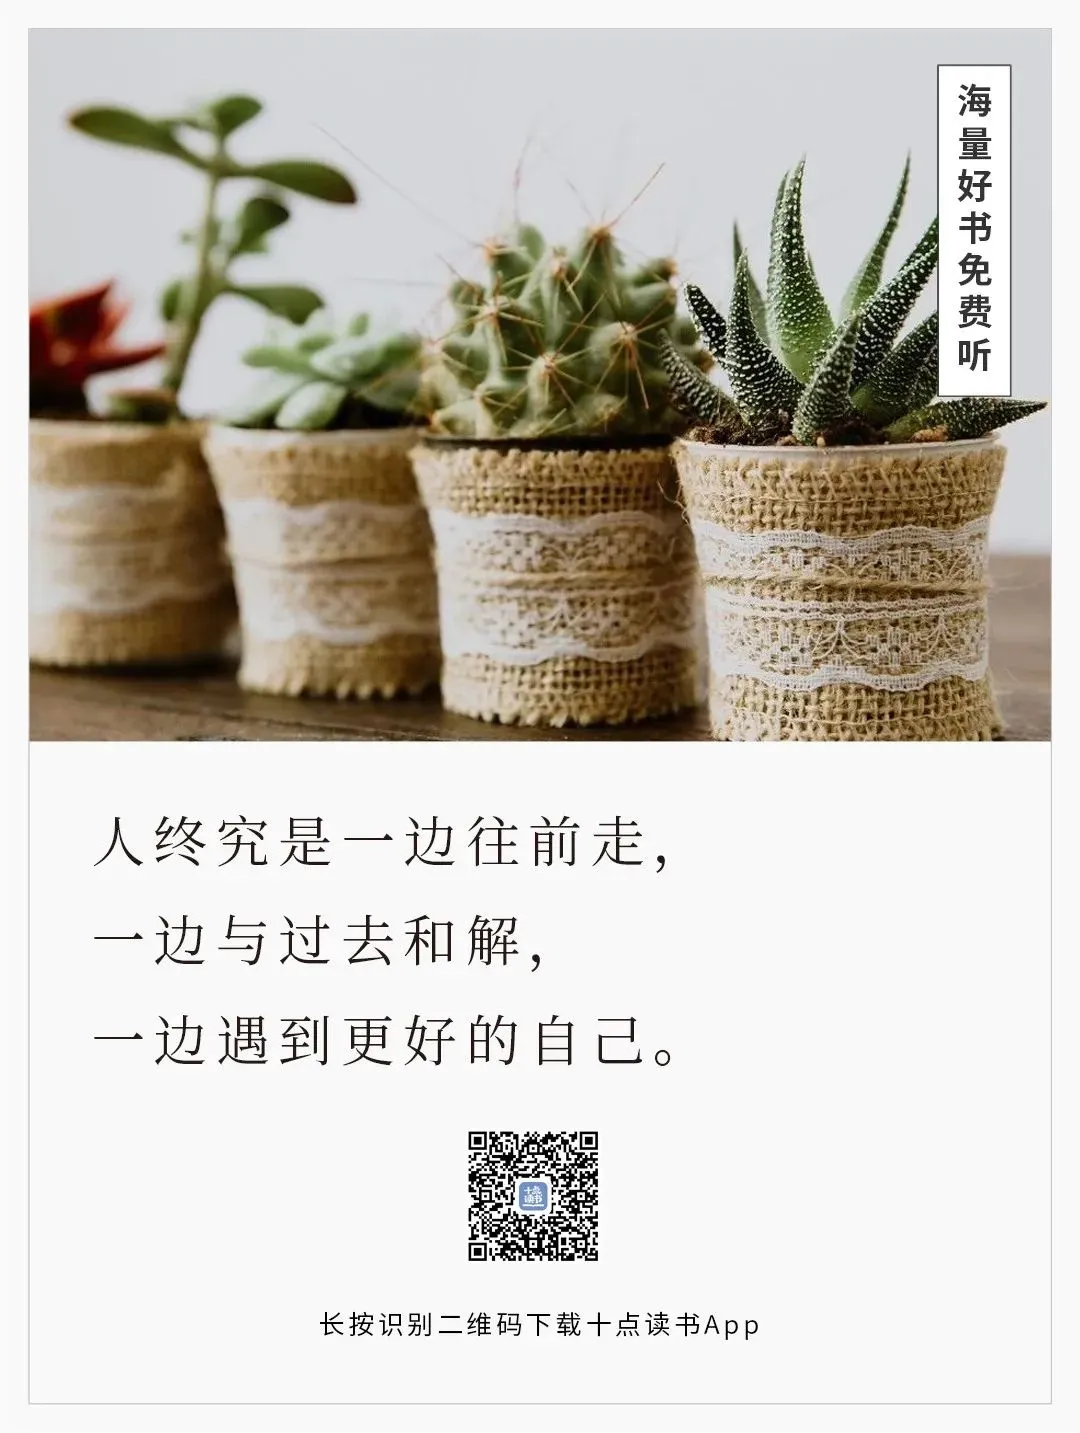 海量好书免费听
人终究是一边往前走，
一边与过去和解，
一边遇到更好的自己。
十点
读书
长按识别二维码下载十点读书App